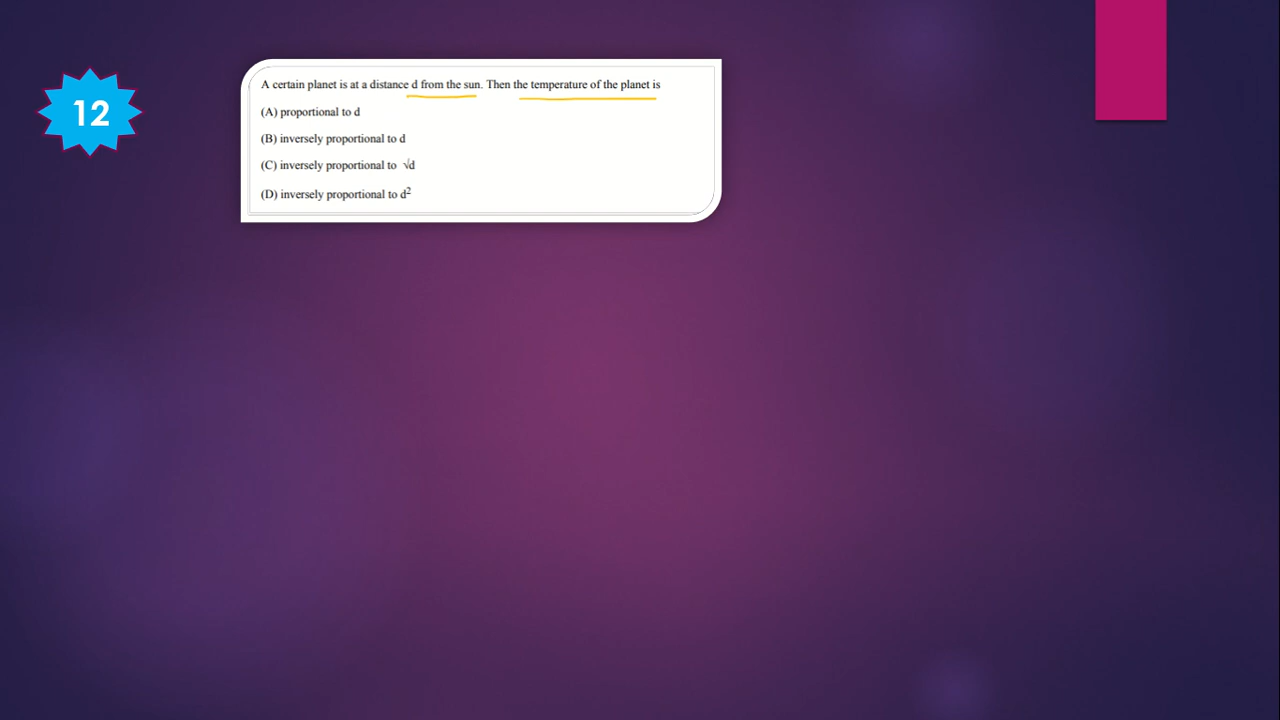 12
A certain planet is at a distance d from the sun. Then the temperature of the planet is
(A) proportional to d
(B) inversely proportional to d
(C) inversely proportional to √d
(D) inversely proportional to d²